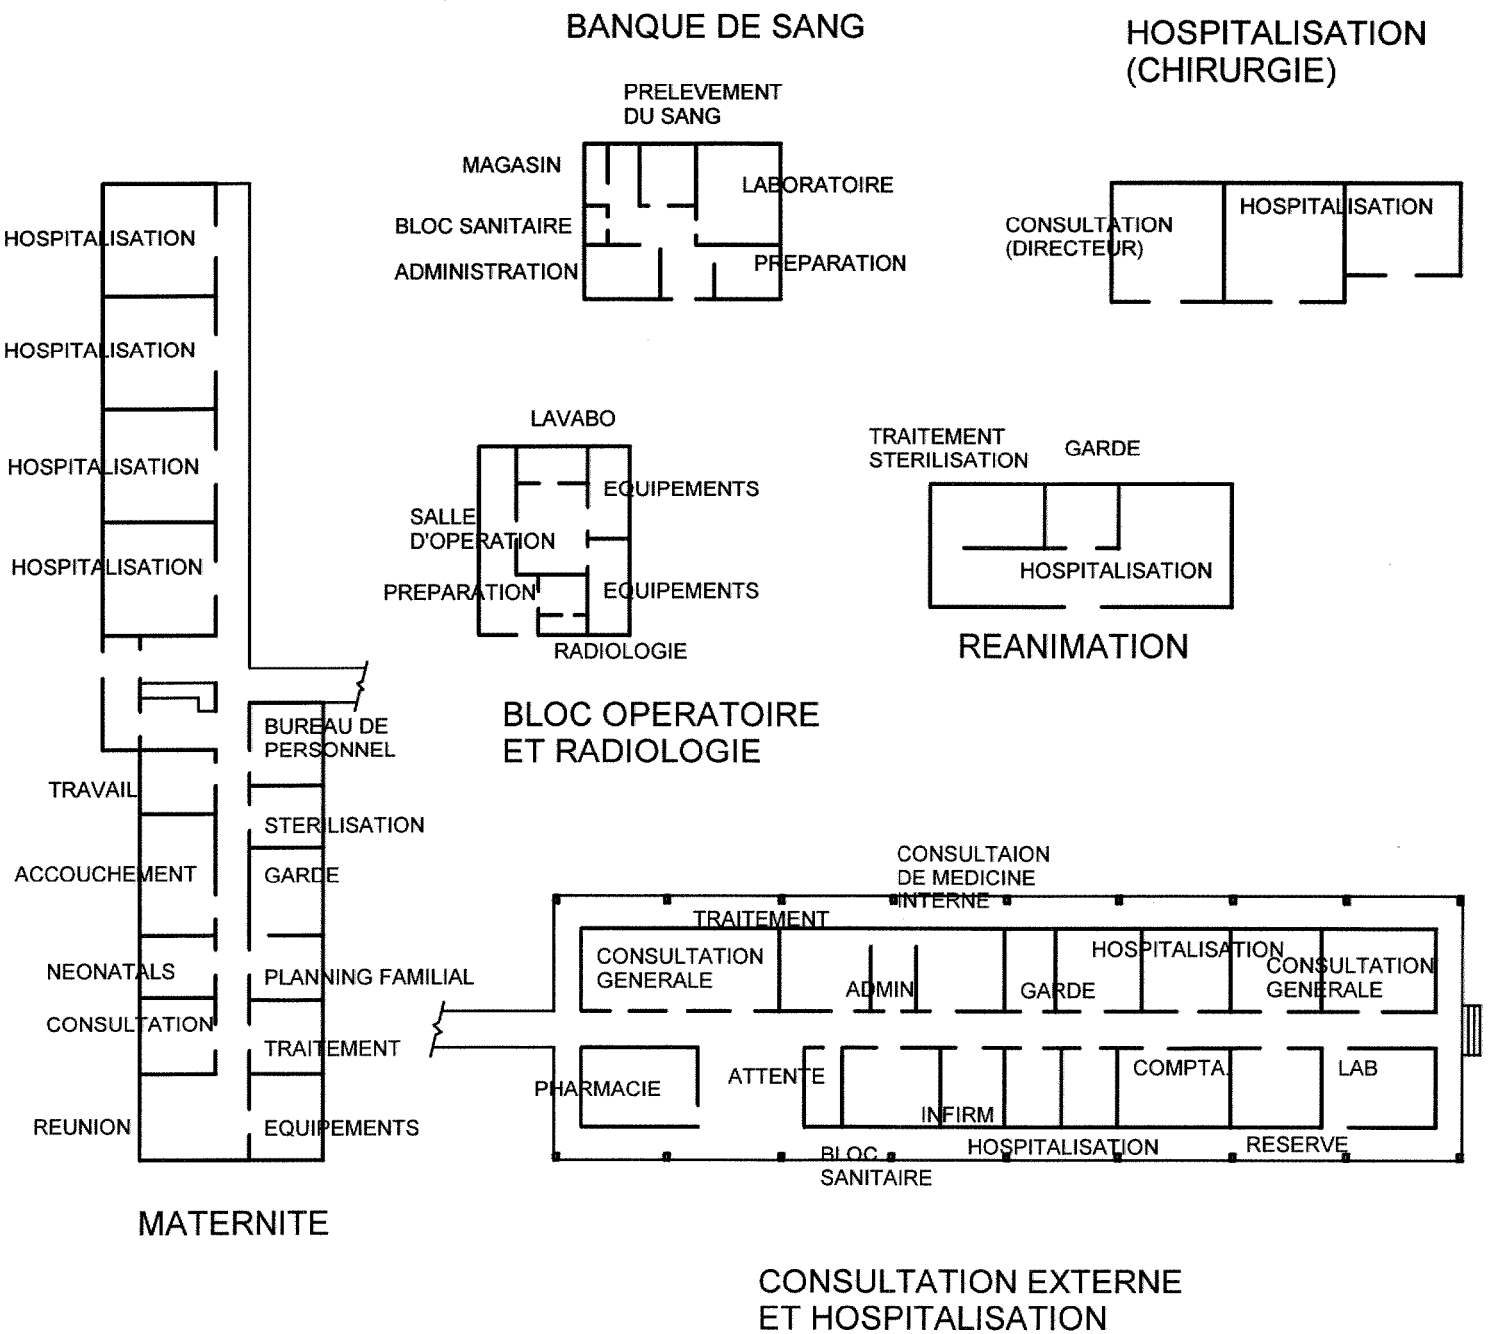 BANQUE DE SANG
PRELEVEMENT
DU SANG
MAGASIN
LABORATOIRE
BLOC SANITAIRE
ADMINISTRATION
PREPARATION
HOSPITALISATION
(CHIRURGIE)
CONSULTATION
(DIRECTEUR)
HOSPITALISATION
HOSPITALISATION
HOSPITALISATION
HOSPITALISATION
HOSPITALISATION
LAVABO
EQUIPEMENTS
SALLE
D'OPERATION
PREPARATION
EQUIPEMENTS
RADIOLOGIE
BLOC OPERATOIRE
ET RADIOLOGIE
TRAITEMENT
STERILISATION
GARDE
HOSPITALISATION
REANIMATION
BUREAU DE
PERSONNEL
TRAVAIL
STERILISATION
ACCOUCHEMENT
GARDE
NEONATALS
PLANNING FAMILIAL
CONSULTATION
TRAITEMENT
REUNION
EQUIPEMENTS
MATERNITE
CONSULTAION
DE MEDICINE
INTERNE
TRAITEMENT
CONSULTATION
GENERALE
ADMIN
GARDE
HOSPITALISATION
CONSULTATION
GENERALE
PHARMACIE
ATTENTE
INFIRM
COMPTA.
LAB
BLOC
SANITAIRE
HOSPITALISATION
RESERVE
CONSULTATION EXTERNE
ET HOSPITALISATION